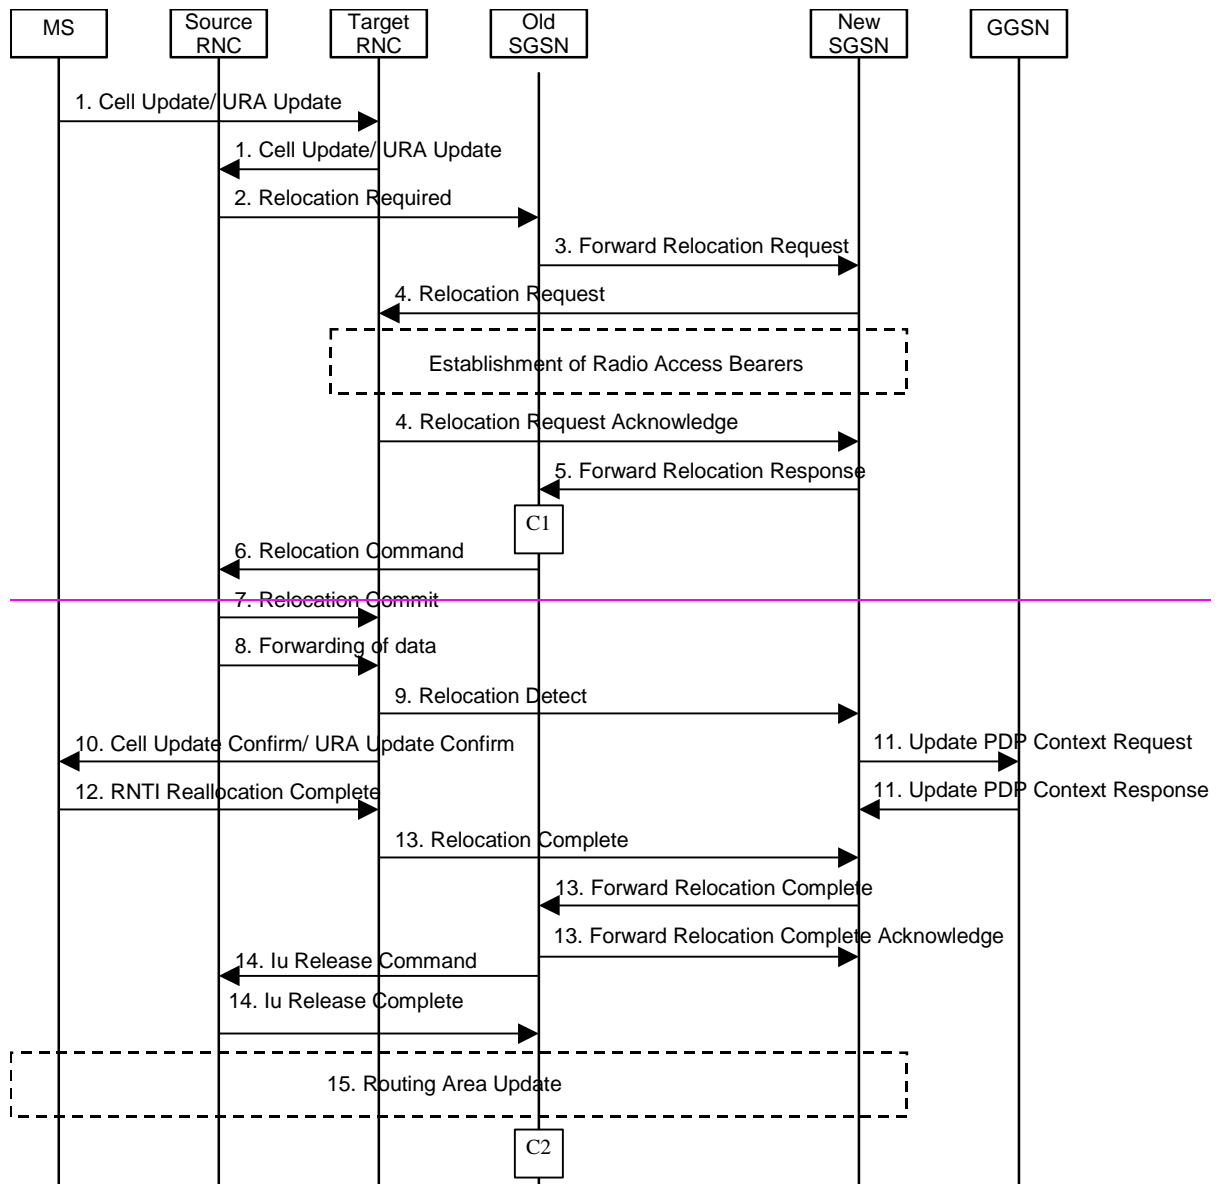 MS
Source
RNC
Target
RNC
Old
SGSN
New
SGSN
GGSN
1. Cell Update/ URA Update
1. Cell Update/ URA Update
2. Relocation Required
3. Forward Relocation Request
4. Relocation Request
Establishment of Radio Access Bearers
4. Relocation Request Acknowledge
5. Forward Relocation Response
C1
6. Relocation Command
7. Relocation Commit
8. Forwarding of data
9. Relocation Detect
10. Cell Update Confirm/ URA Update Confirm
11. Update PDP Context Request
12. RNTI Reallocation Complete
11. Update PDP Context Response
13. Relocation Complete
13. Forward Relocation Complete
13. Forward Relocation Complete Acknowledge
14. Iu Release Command
14. Iu Release Complete
15. Routing Area Update
C2